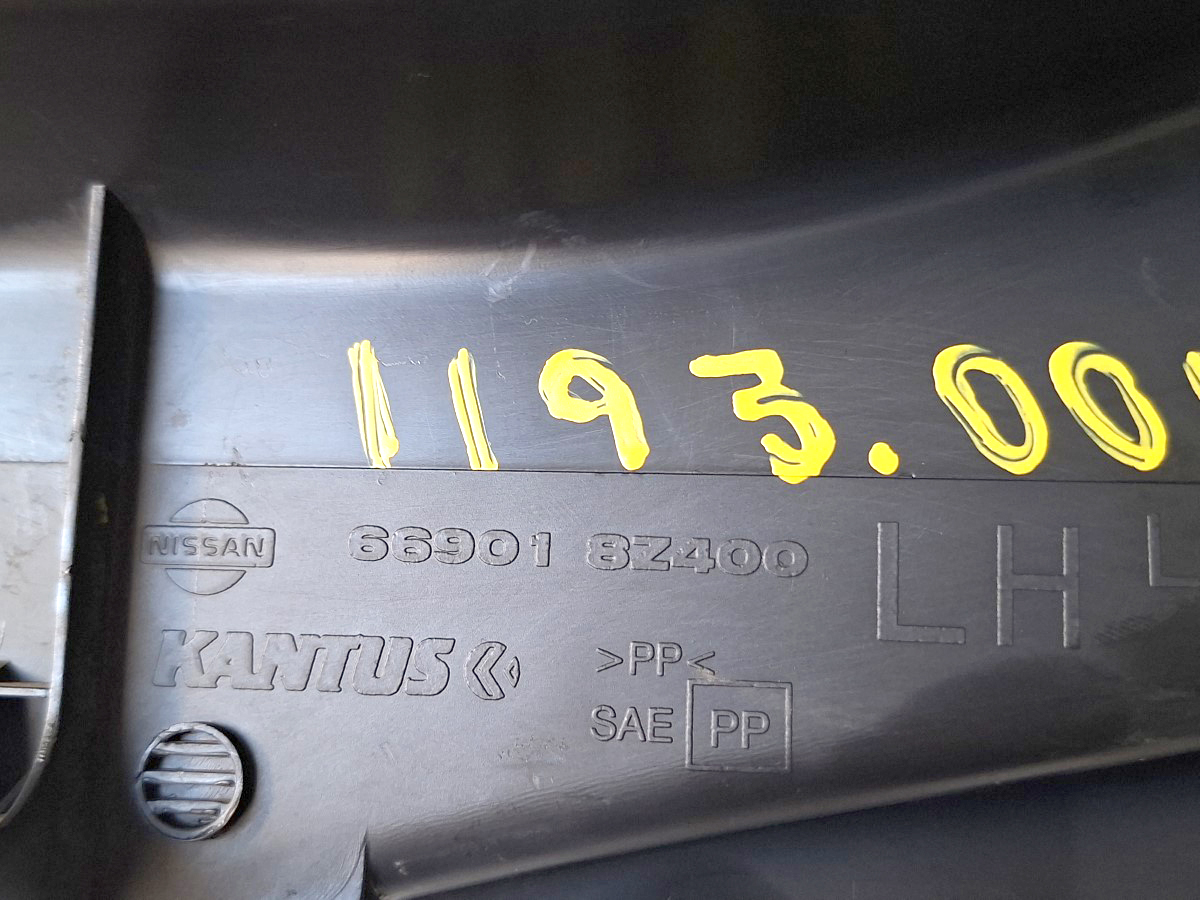 1193.00
NISSAN 66901 8Z400 LH
KANTUS >PP<
SAE PP